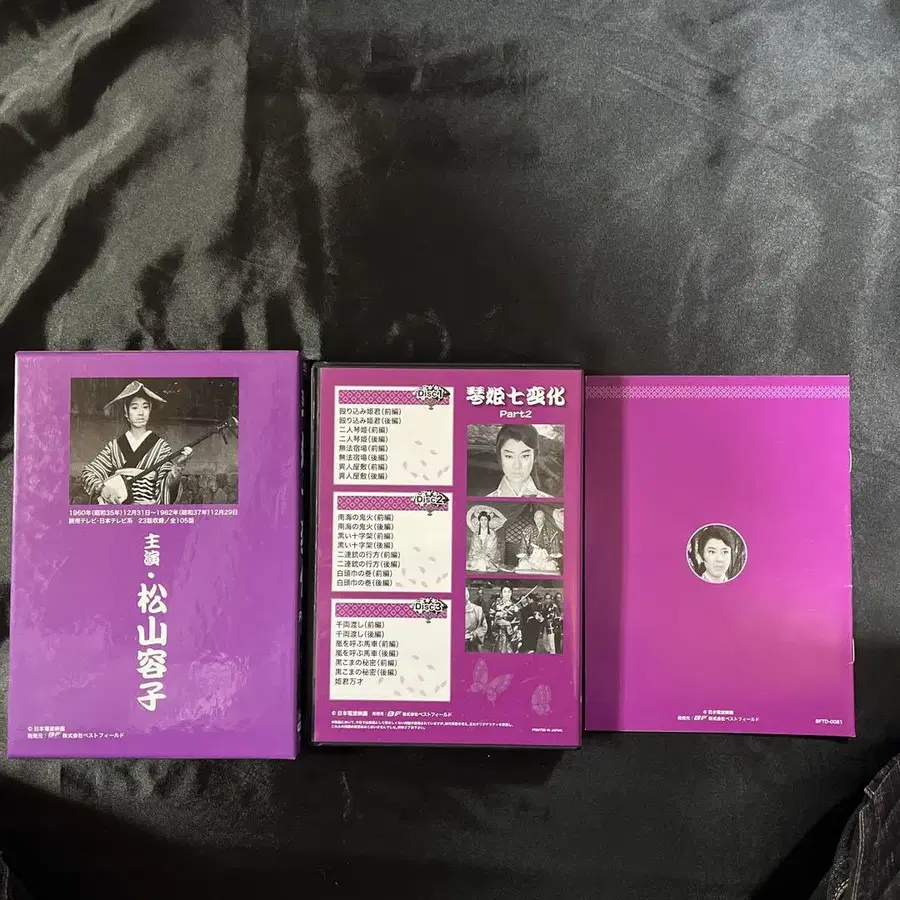 1960年(昭和35年)12月31日～1962年(昭和37年)12月29日
読売テレビ・日本テレビ系 23話収録／全105話
主演・松山容子
© 日本電波映画
発売元：BF 株式会社ベストフィールド
琴姫七変化
Part2
Disc1
殴り込み姫君(前編)
殴り込み姫君(後編)
二人琴姫(前編)
二人琴姫(後編)
無法宿場(前編)
無法宿場(後編)
異人屋敷(前編)
異人屋敷(後編)
Disc2
南海の鬼火(前編)
南海の鬼火(後編)
黒い十字架(前編)
黒い十字架(後編)
二連銃の行方(前編)
二連銃の行方(後編)
白頭巾の巻(前編)
白頭巾の巻(後編)
Disc3
千両渡し(前編)
千両渡し(後編)
嵐を呼ぶ馬車(前編)
嵐を呼ぶ馬車(後編)
黒こまの秘密(前編)
黒こまの秘密(後編)
姫君万才
© 日本電波映画 発売元：BF 株式会社ベストフィールド
PRINTED IN JAPAN.
© 日本電波映画
発売元：BF 株式会社ベストフィールド
BFTD-0081